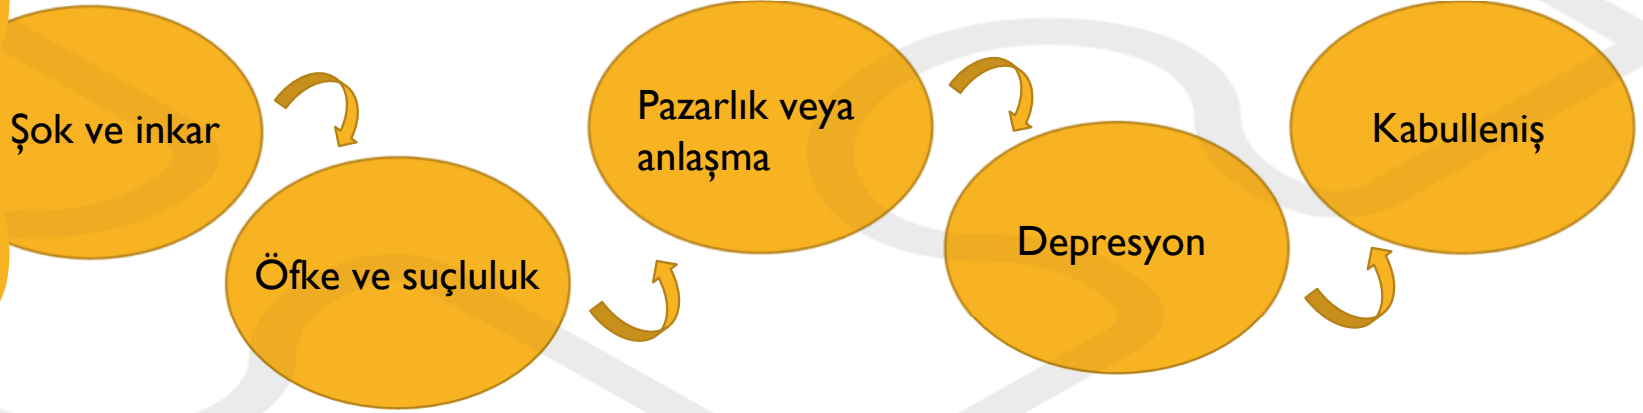 Şok ve inkar
Öfke ve suçluluk
Pazarlık veya
anlaşma
Depresyon
Kabulleniş